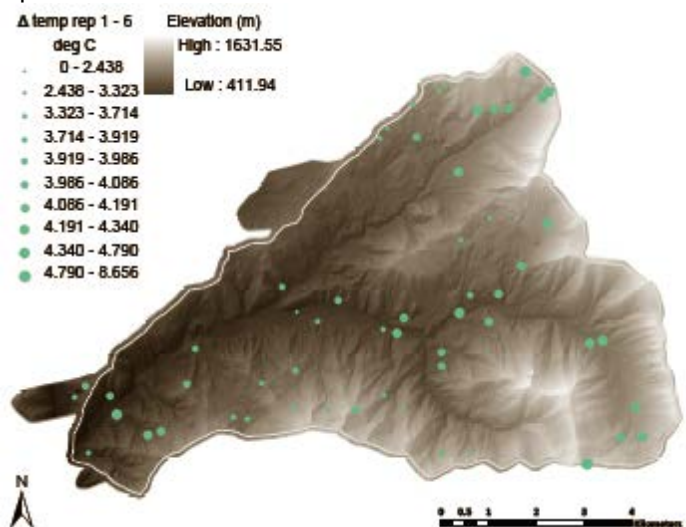 Δ temp rep 1 - 6
deg C
0 - 2.438
2.438 - 3.323
3.323 - 3.714
3.714 - 3.919
3.919 - 3.986
3.986 - 4.086
4.086 - 4.191
4.191 - 4.340
4.340 - 4.790
4.790 - 8.656
Elevation (m)
High : 1631.55
Low : 411.94
N
0 0.5 1 2 3 4
Kilometers